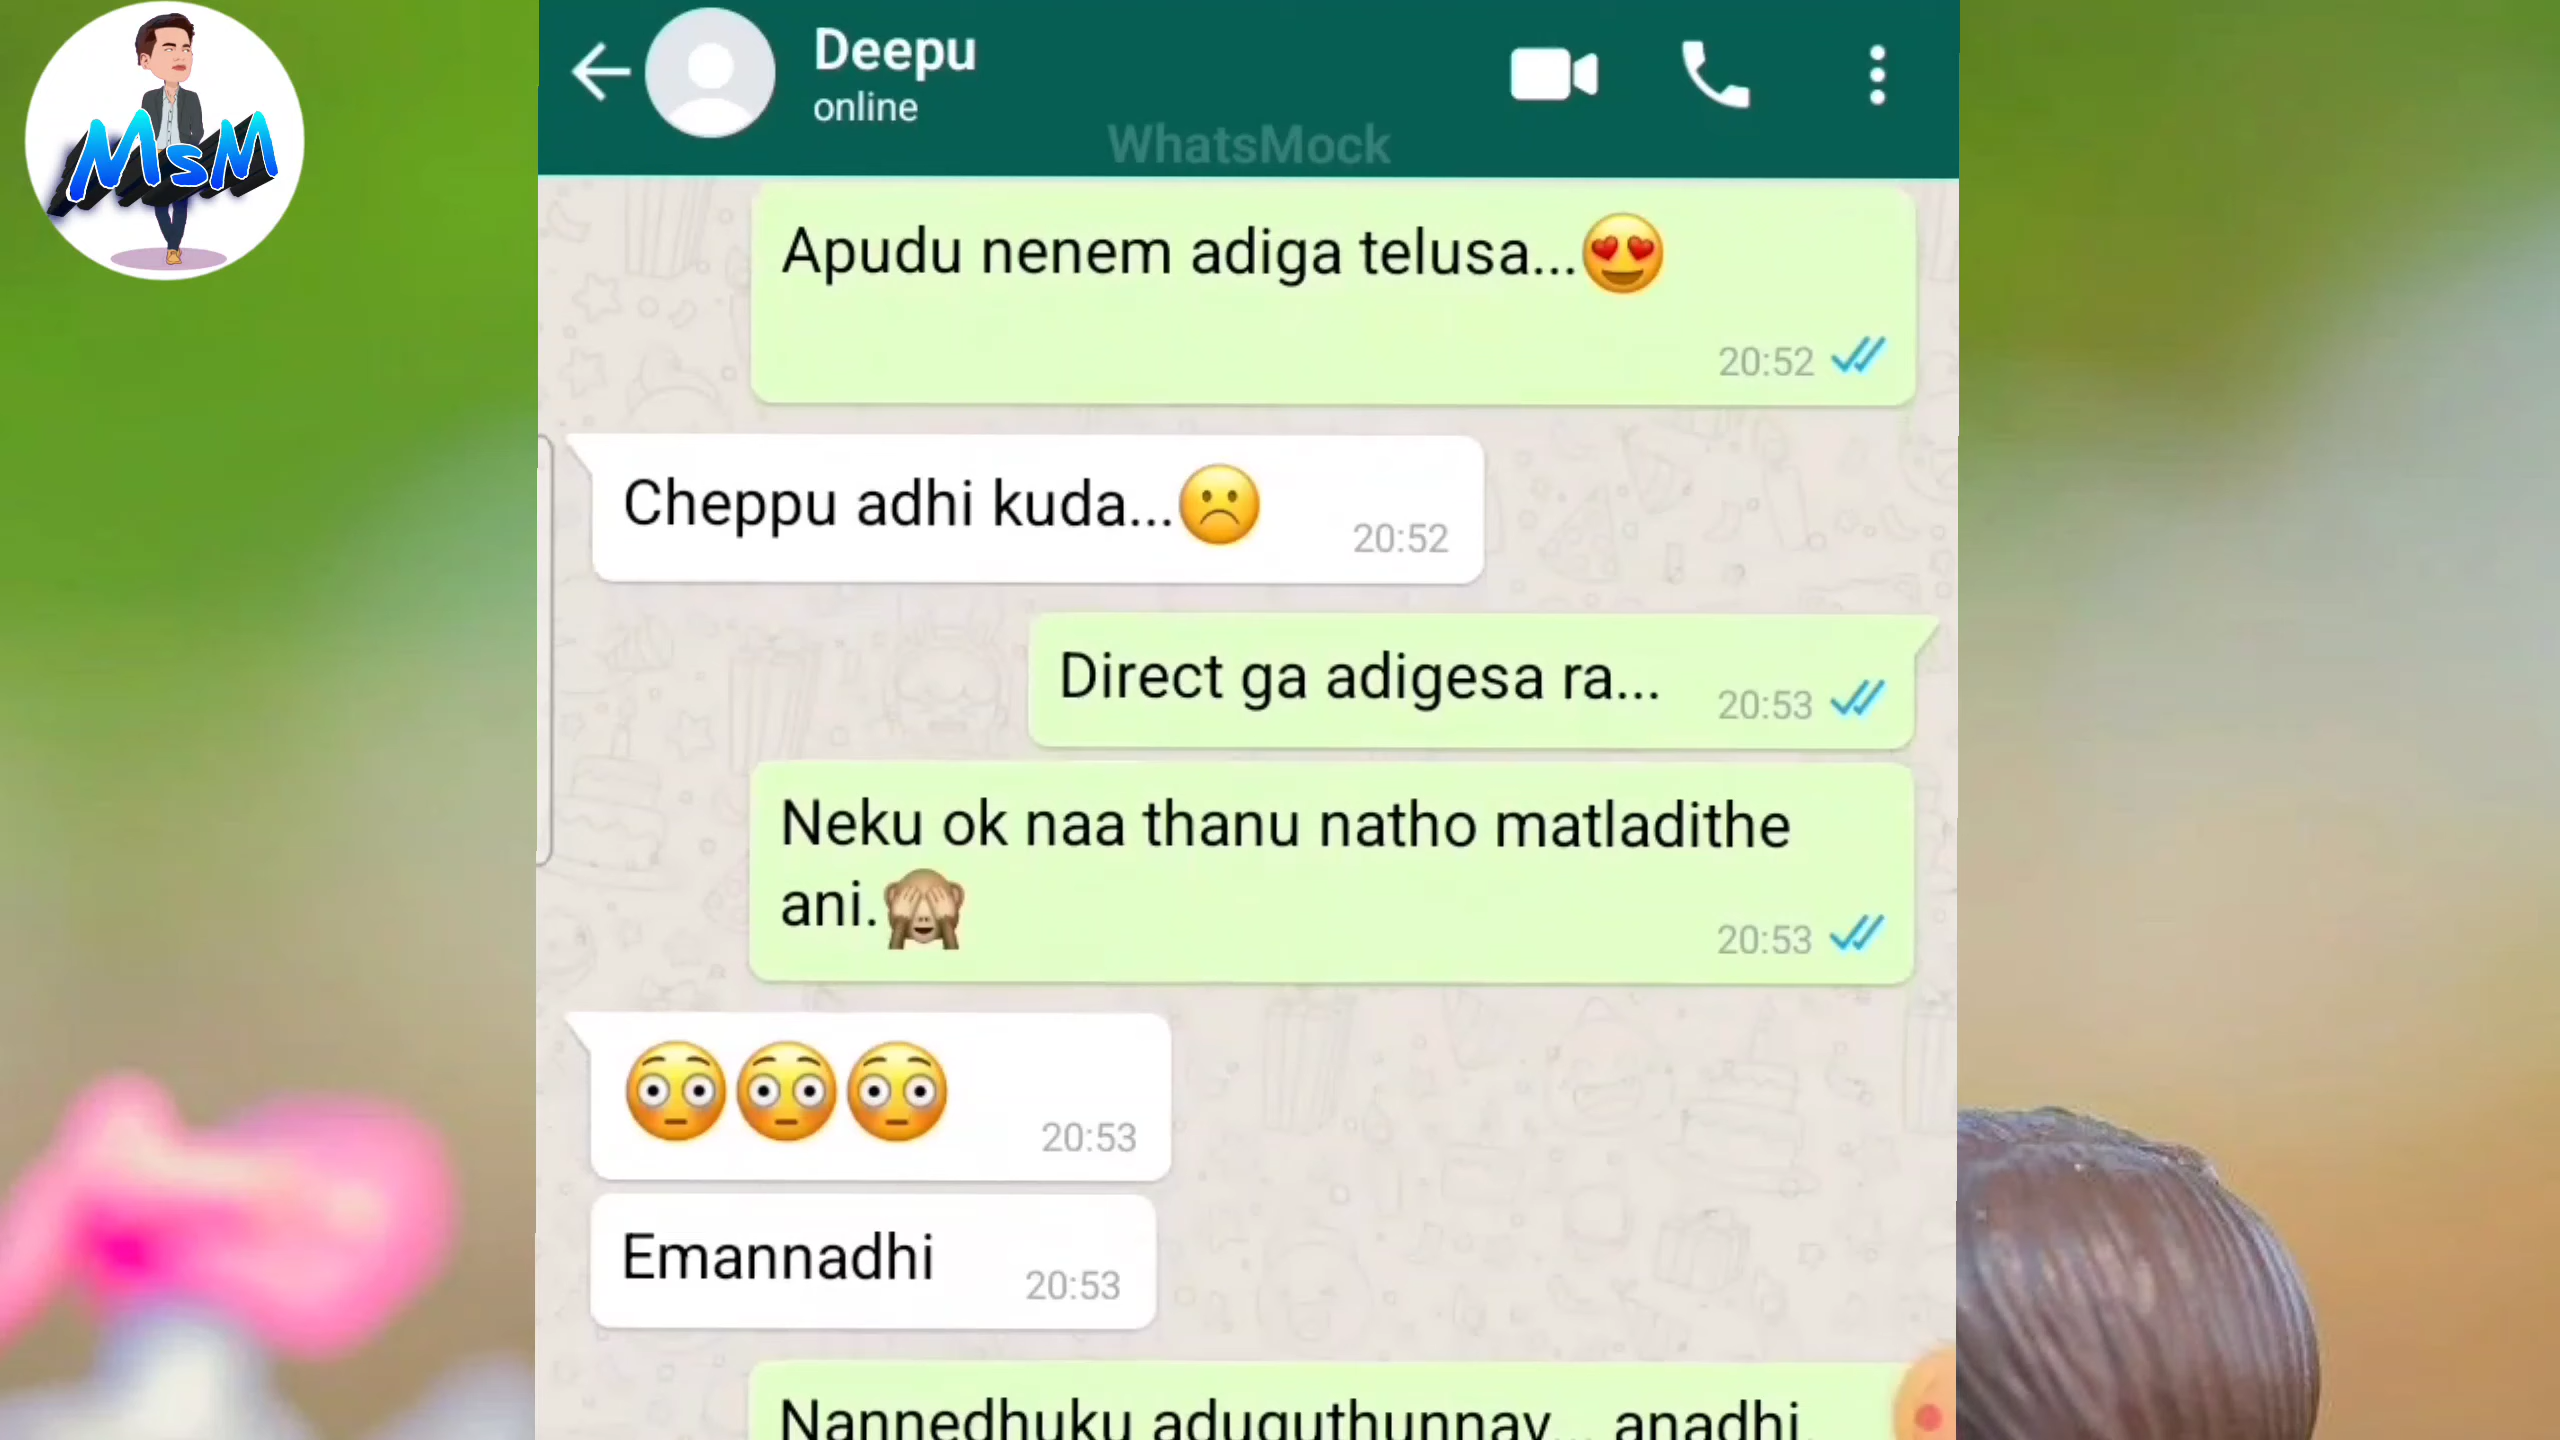 MsM
Deepu
online
WhatsMock
Apudu nenem adiga telusa...😍
20:52
Cheppu adhi kuda...☹️
20:52
Direct ga adigesa ra...
20:53
Neku ok naa thanu natho matladithe
ani.🙈
20:53
😳😳😳
20:53
Emannadhi
20:53
Nannedhuku aduguthunnav... anadhi.